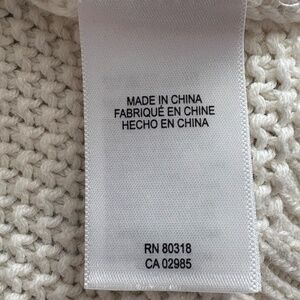 MADE IN CHINA
FABRIQUÉ EN CHINE
HECHO EN CHINA
RN 80318
CA 02985